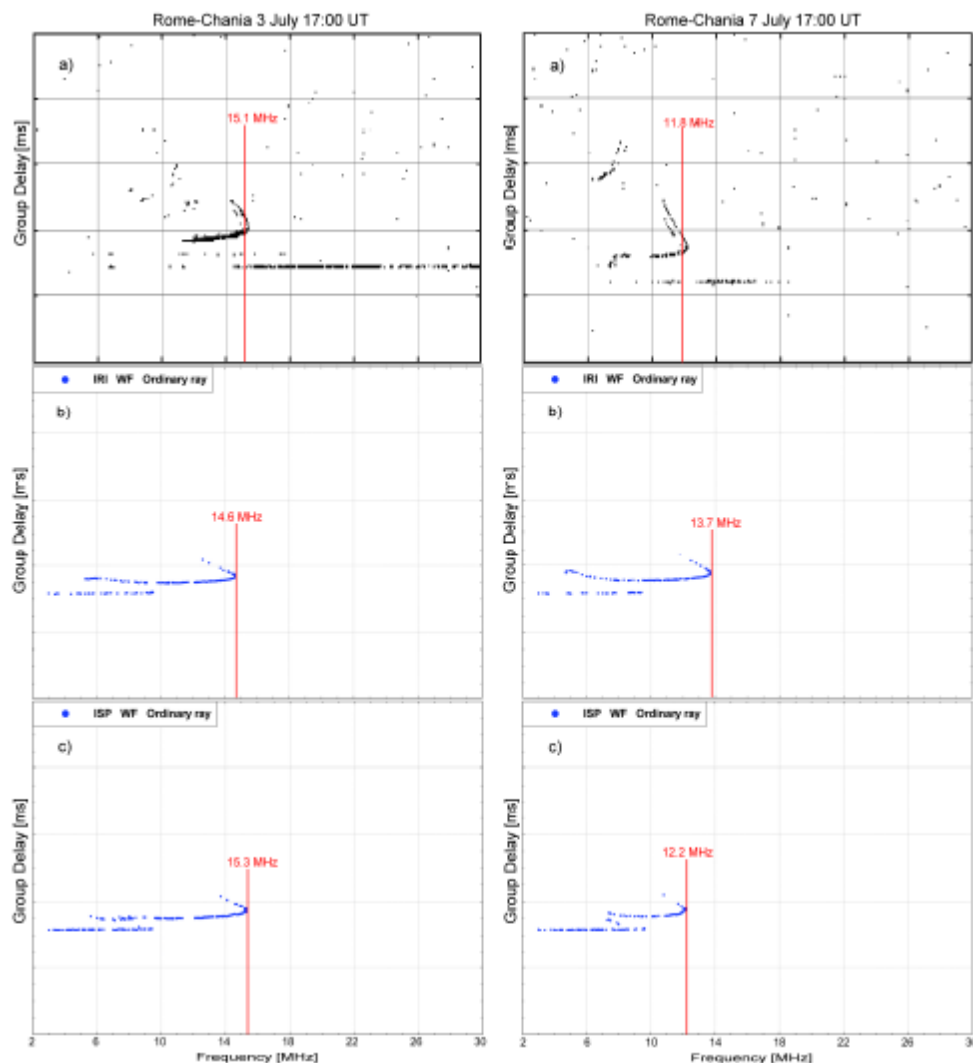 Rome-Chania 3 July 17:00 UT
Group Delay [ms]
a)
15.1 MHz
IRI WF Ordinary ray
b)
Group Delay [ms]
14.6 MHz
ISP WF Ordinary ray
c)
Group Delay [ms]
15.3 MHz
2 6 10 14 18 22 26 30
Frequency [MHz]
Rome-Chania 7 July 17:00 UT
Group Delay [ms]
a)
11.8 MHz
IRI WF Ordinary ray
b)
Group Delay [ms]
13.7 MHz
ISP WF Ordinary ray
c)
Group Delay [ms]
12.2 MHz
2 6 10 14 18 22 26 30
Frequency [MHz]